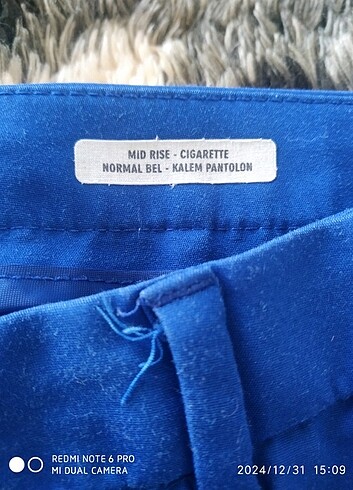 MID RISE - CIGARETTE
NORMAL BEL - KALEM PANTOLON
REDMI NOTE 6 PRO
MI DUAL CAMERA
2024/12/31 15:09